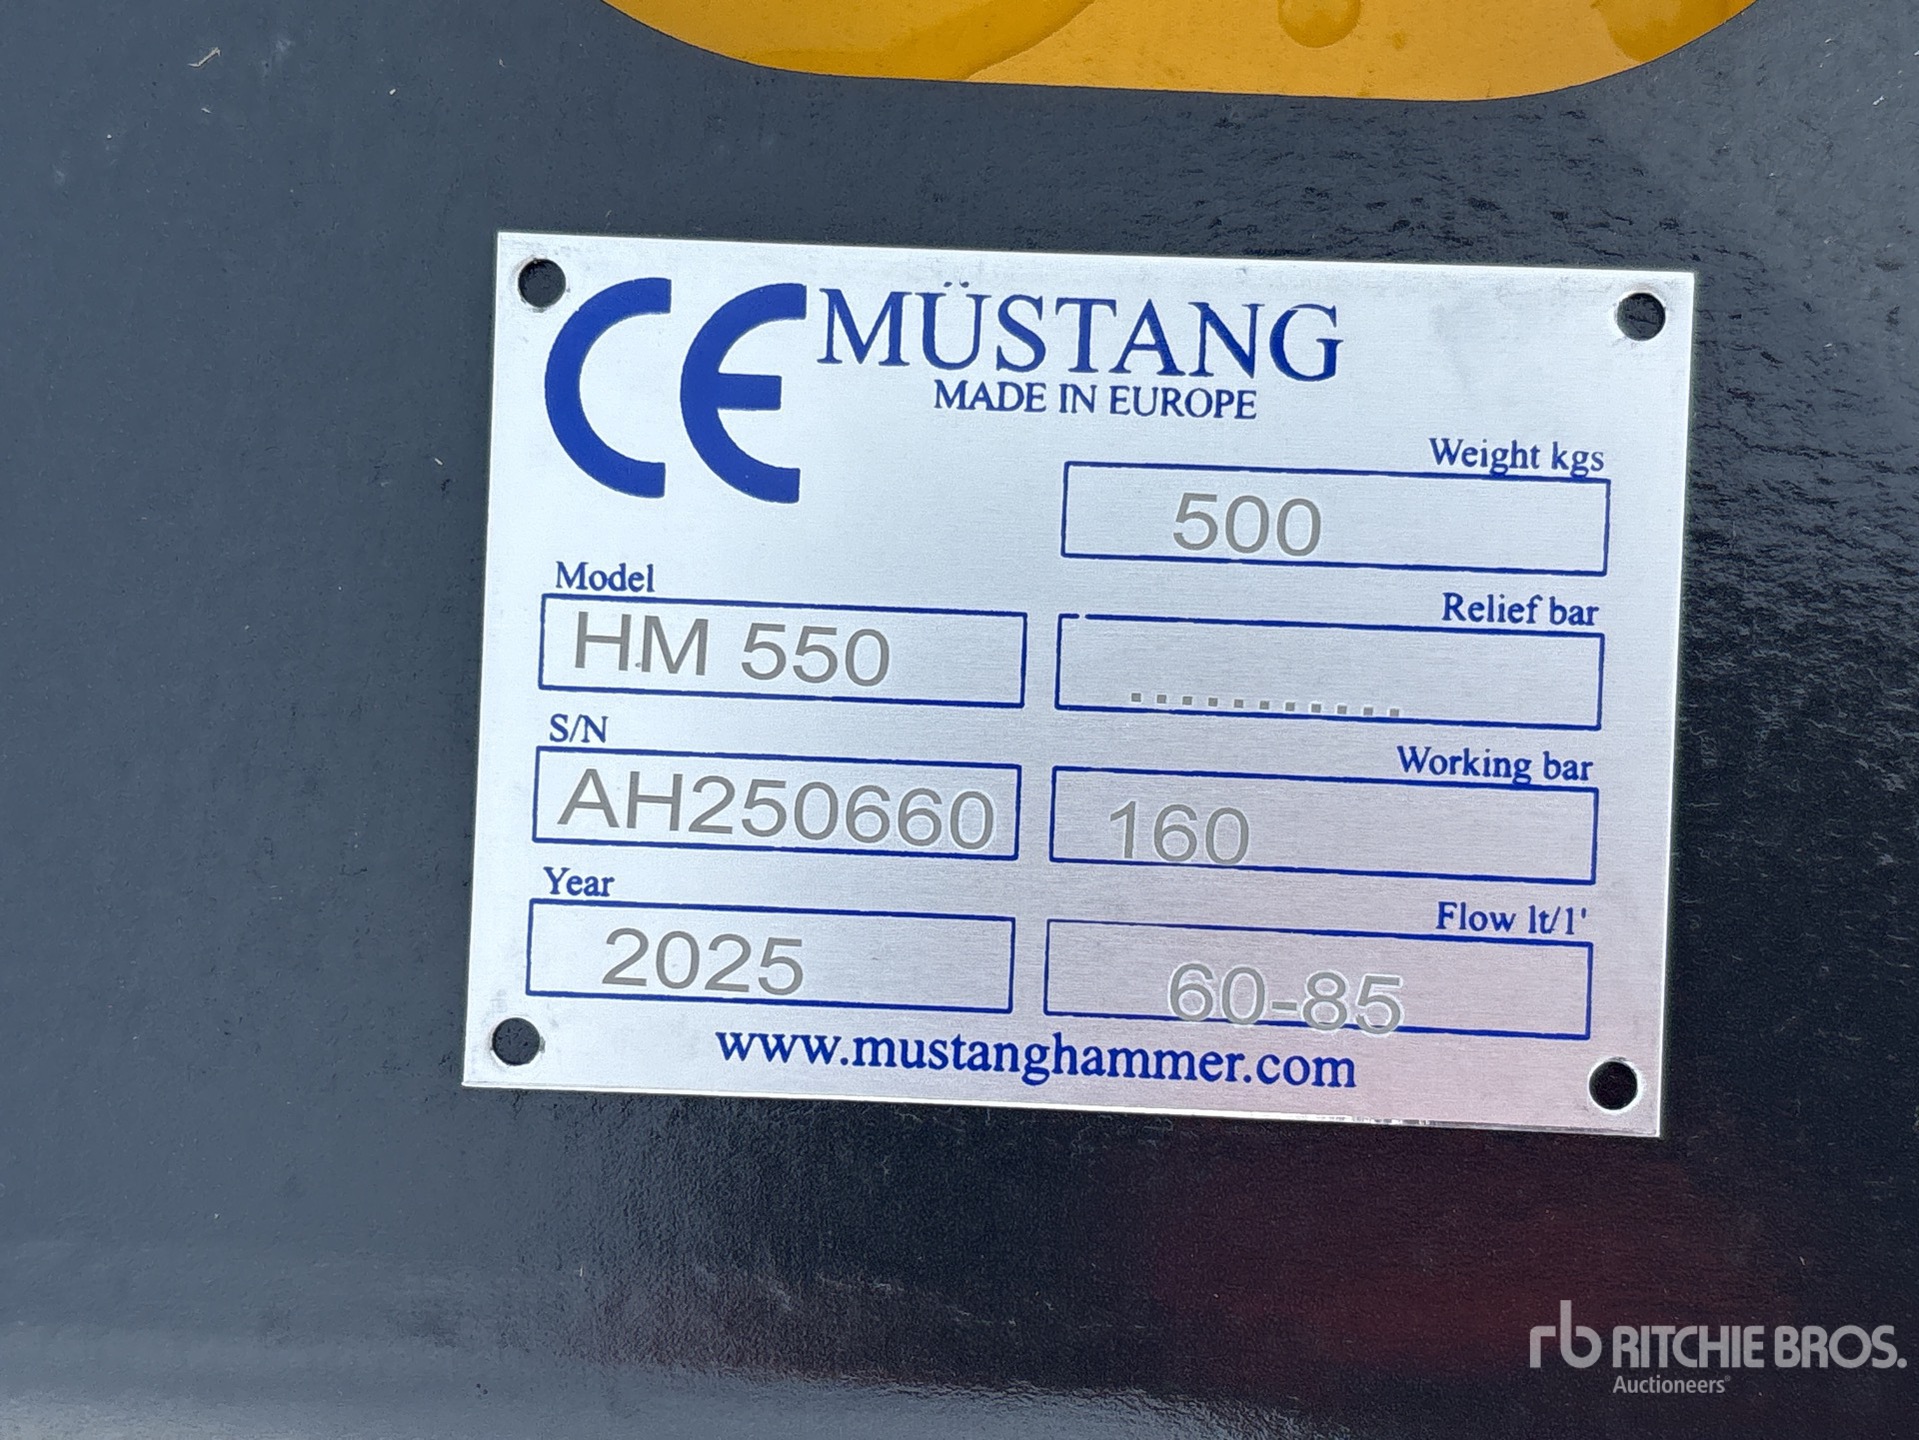 CE MÜSTANG
MADE IN EUROPE
Weight kgs
500
Model
HM 550
Relief bar
...........
S/N
AH250660
Working bar
160
Year
2025
Flow lt/1'
60-85
www.mustanghammer.com
rb RITCHIE BROS.
Auctioneers®